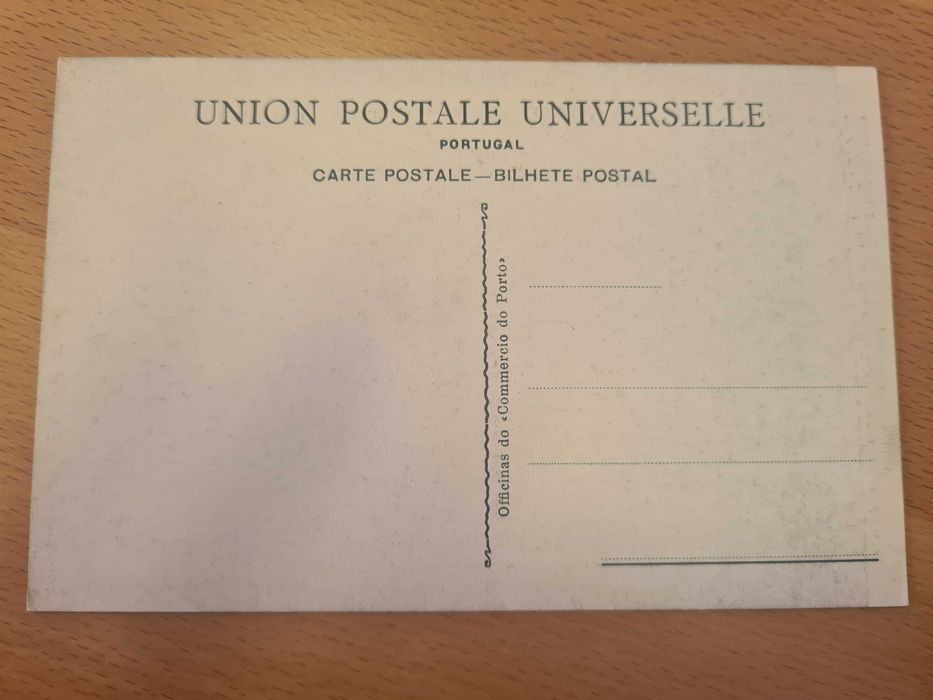 UNION POSTALE UNIVERSELLE
PORTUGAL
CARTE POSTALE—BILHETE POSTAL
Officinas do «Commercio do Porto»